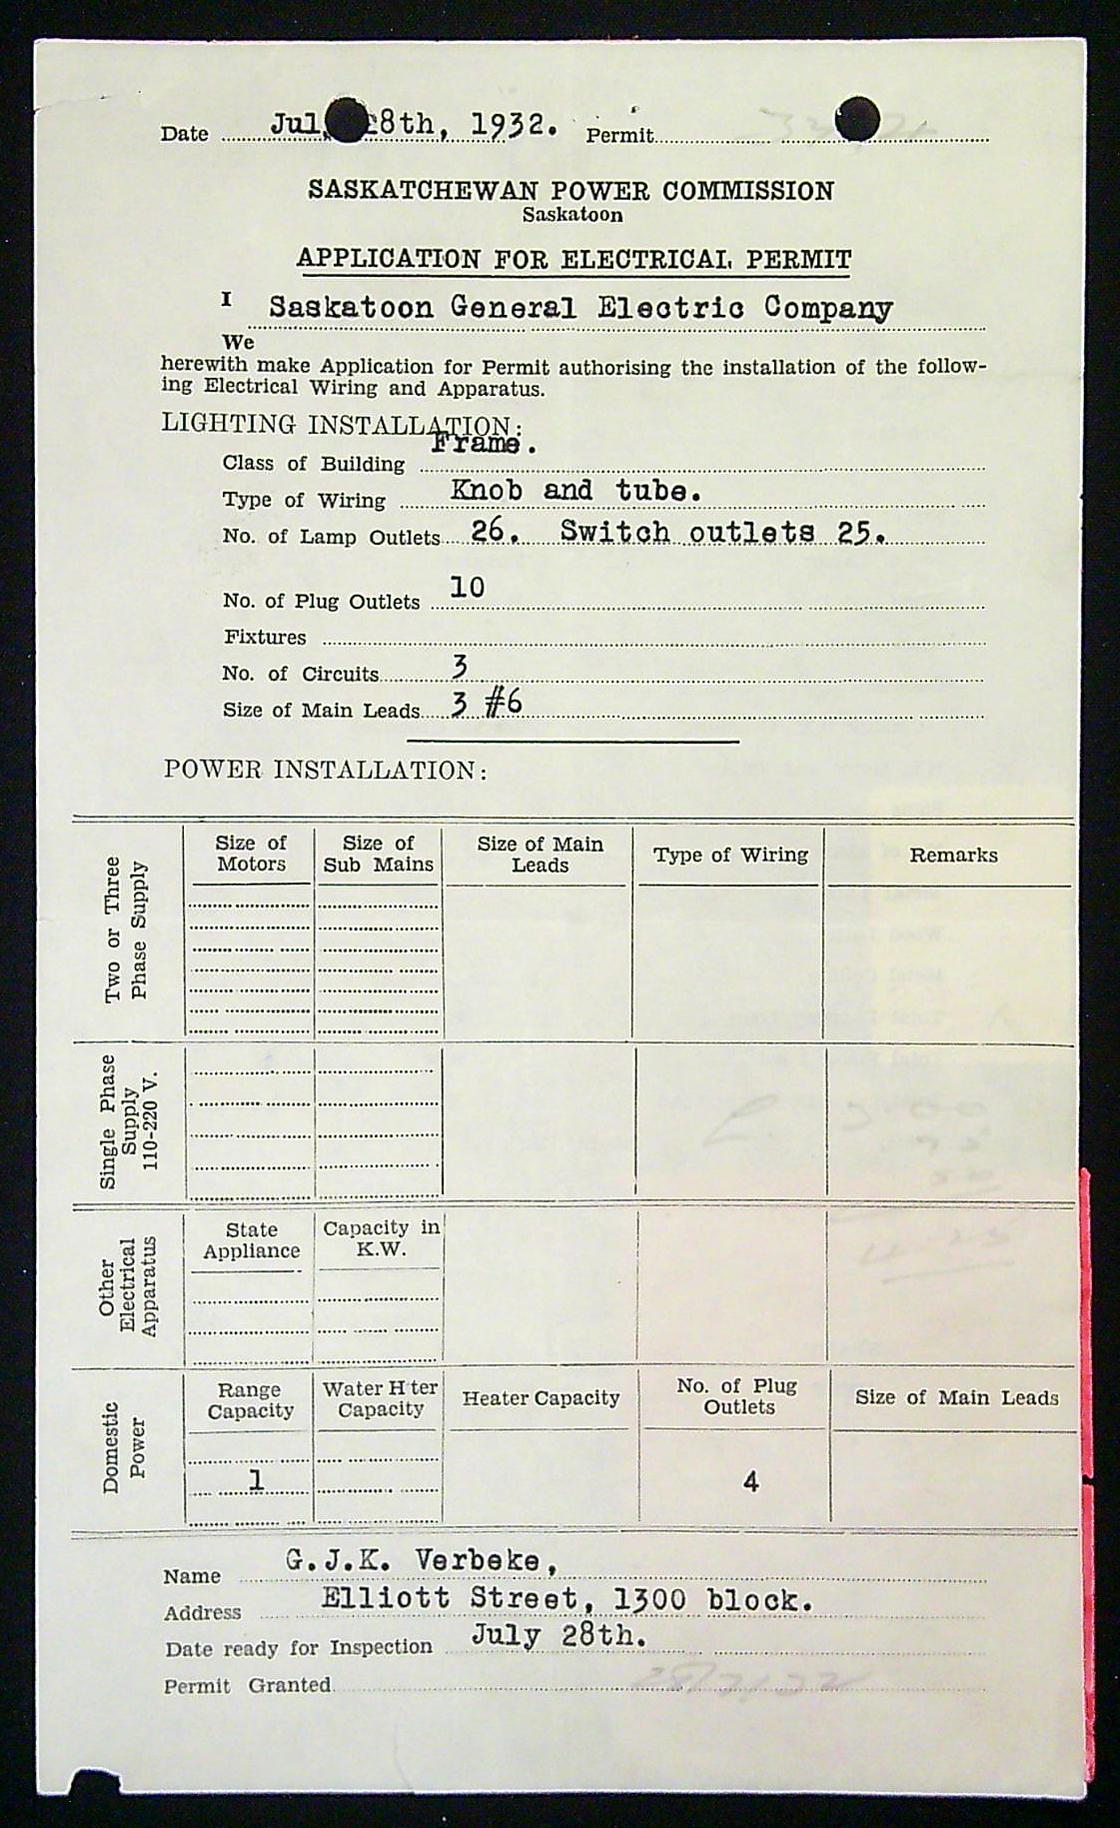 Date Jul 8th, 1932. Permit
SASKATCHEWAN POWER COMMISSION
Saskatoon
APPLICATION FOR ELECTRICAL PERMIT
I Saskatoon General Electric Company
We
herewith make Application for Permit authorising the installation of the follow-
ing Electrical Wiring and Apparatus.
LIGHTING INSTALLATION:
Class of Building Frame.
Type of Wiring Knob and tube.
No. of Lamp Outlets 26. Switch outlets 25.
No. of Plug Outlets 10
Fixtures
No. of Circuits 3
Size of Main Leads 3 #6
POWER INSTALLATION:
Two or Three
Phase Supply
Size of
Motors
Size of
Sub Mains
Size of Main
Leads
Type of Wiring
Remarks
Single Phase
Supply
110-220 V.
Other
Electrical
Apparatus
State
Appliance
Capacity in
K.W.
Domestic
Power
Range
Capacity
Water H ter
Capacity
Heater Capacity
No. of Plug
Outlets
Size of Main Leads
1
4
Name G.J.K. Verbeke,
Address Elliott Street, 1300 block.
Date ready for Inspection July 28th.
Permit Granted